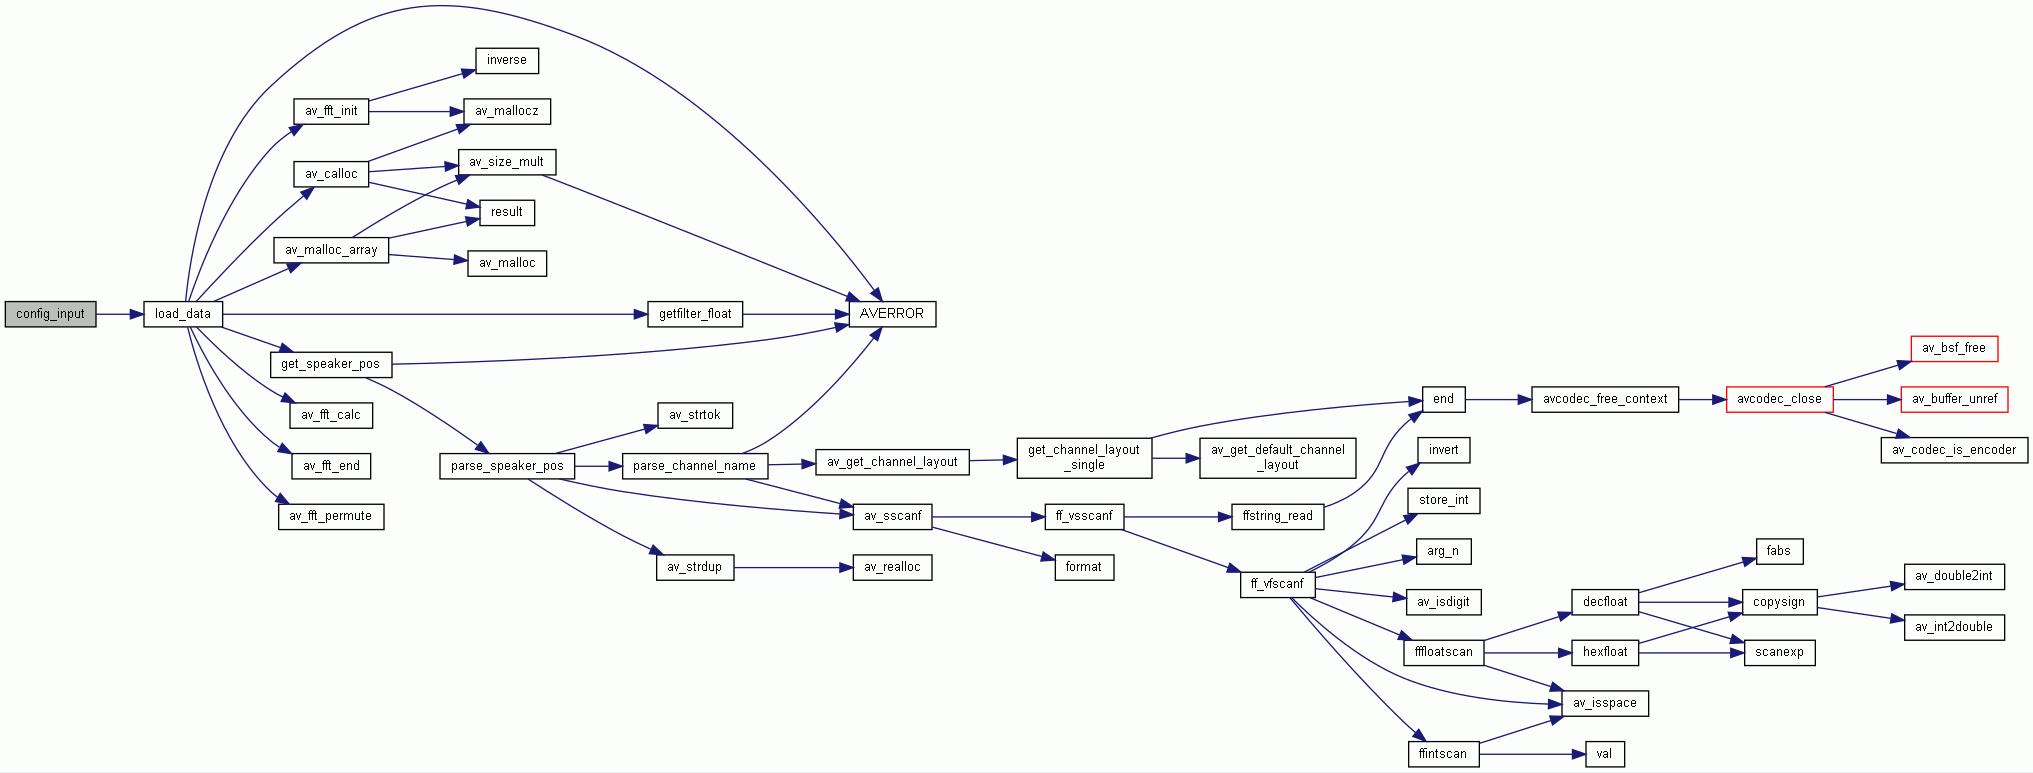 inverse
av_fft_init
av_mallocz
av_calloc
av_size_mult
result
av_malloc_array
av_malloc
config_input
load_data
getfilter_float
AVERROR
get_speaker_pos
av_bsf_free
av_fft_calc
av_strtok
end
avcodec_free_context
avcodec_close
av_buffer_unref
av_fft_end
parse_speaker_pos
parse_channel_name
av_get_channel_layout
get_channel_layout
_single
av_get_default_channel
_layout
invert
av_codec_is_encoder
av_fft_permute
av_sscanf
ff_vsscanf
ffstring_read
store_int
av_strdup
av_realloc
format
ff_vfscanf
arg_n
fabs
av_isdigit
decfloat
copysign
av_double2int
av_int2double
fffloatscan
hexfloat
scanexp
av_isspace
ffintscan
val